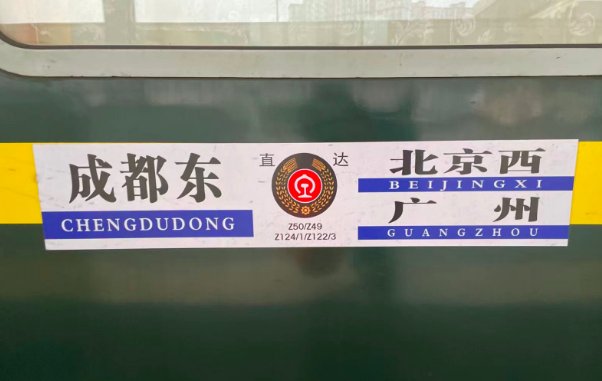 成都东
CHENGDUDONG
直达
Z50/Z49
Z124/1/Z122/3
北京西
BEIJINGXI
广州
GUANGZHOU